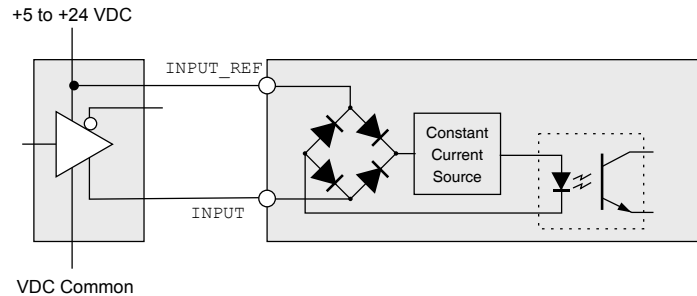 +5 to +24 VDC
INPUT_REF
Constant
Current
Source
INPUT
VDC Common